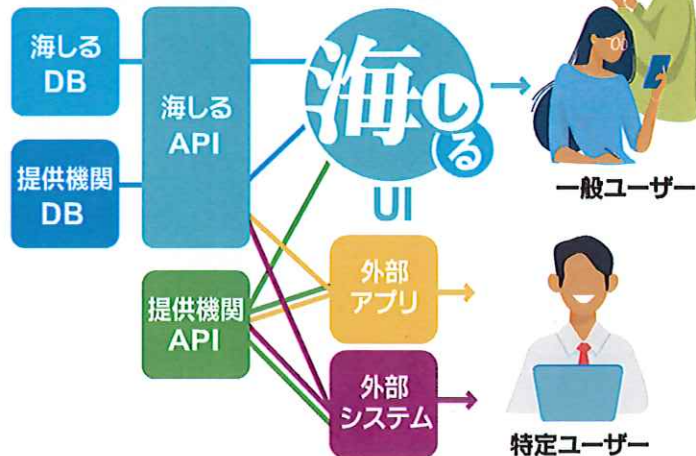 海しる
DB
提供機関
DB
海しる
API
海しる
UI
一般ユーザー
提供機関
API
外部
アプリ
外部
システム
特定ユーザー